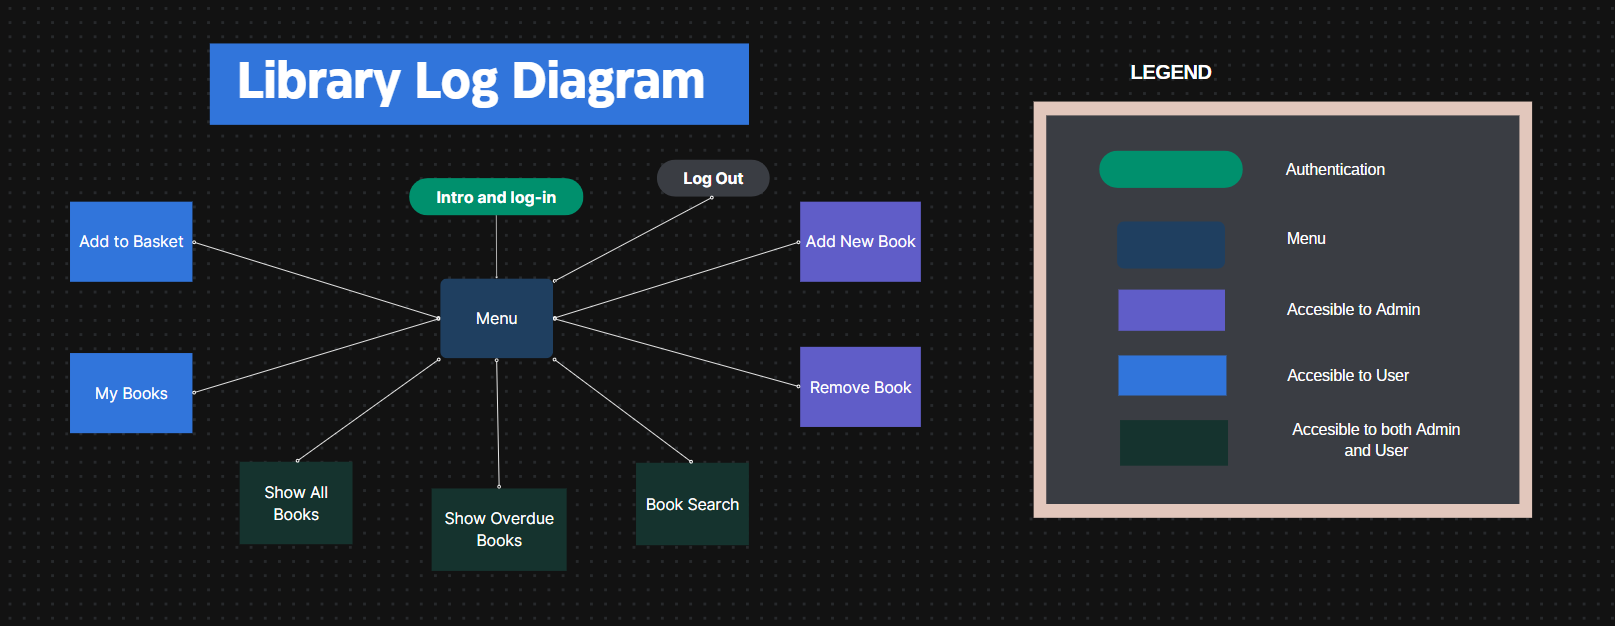 Library Log Diagram
LEGEND
Intro and log-in
Log Out
Add to Basket
Add New Book
Menu
My Books
Remove Book
Show All
Books
Show Overdue
Books
Book Search
Authentication
Menu
Accesible to Admin
Accesible to User
Accesible to both Admin
and User